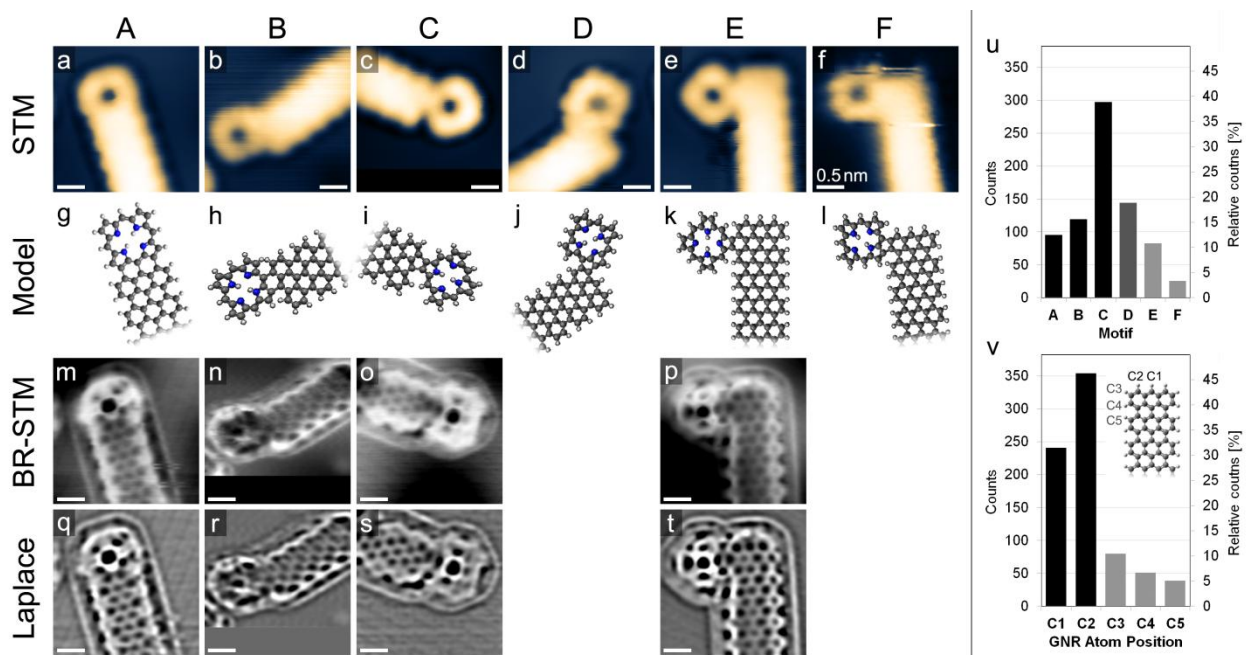 A B C D E F
STM
a b c d e f
0.5 nm
Model
g h i j k l
BR-STM
m n o p
Laplace
q r s t
u
350 45
300 40
250 35
200 30
150 25
100 20
50 15
0 10
5
0
Counts
Relative coutns [%]
A B C D E F
Motif
v
350 45
300 40
250 35
200 30
150 25
100 20
50 15
0 10
5
0
Counts
Relative coutns [%]
C2 C1
C3
C4
C5
C1 C2 C3 C4 C5
GNR Atom Position